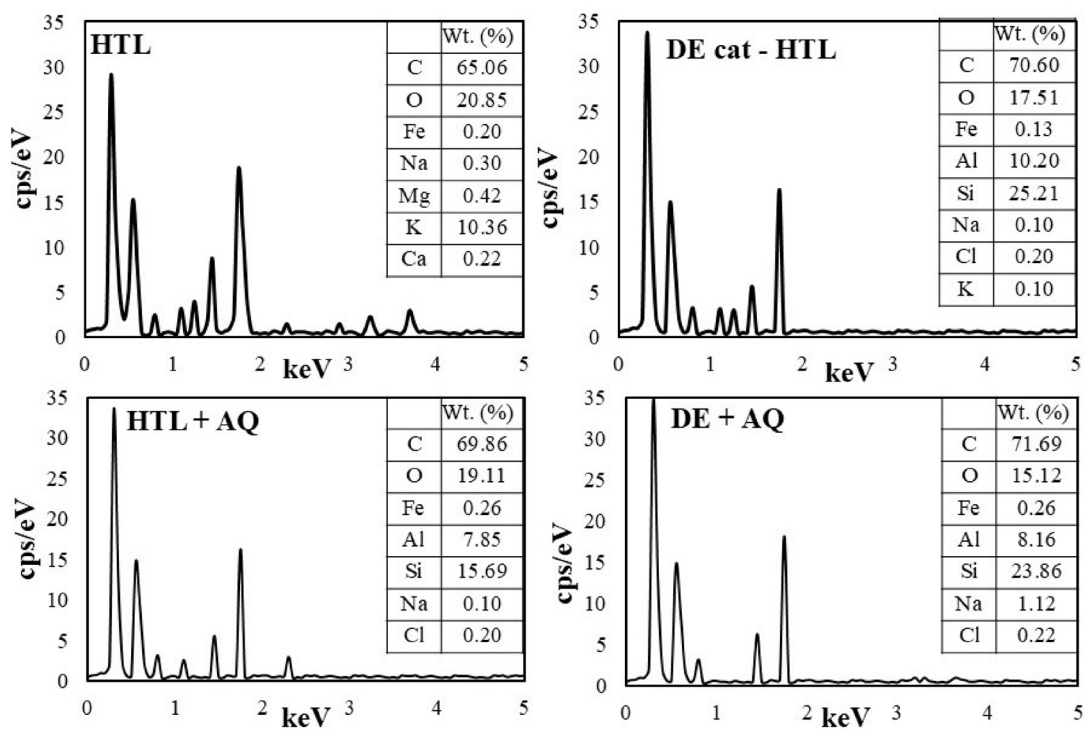 HTL
Wt. (%)
C 65.06
O 20.85
Fe 0.20
Na 0.30
Mg 0.42
K 10.36
Ca 0.22
35
30
25
20
15
10
5
0
cps/eV
0 1 2 3 4 5
keV
DE cat - HTL
Wt. (%)
C 70.60
O 17.51
Fe 0.13
Al 10.20
Si 25.21
Na 0.10
Cl 0.20
K 0.10
35
30
25
20
15
10
5
0
cps/eV
0 1 2 3 4 5
keV
HTL + AQ
Wt. (%)
C 69.86
O 19.11
Fe 0.26
Al 7.85
Si 15.69
Na 0.10
Cl 0.20
35
30
25
20
15
10
5
0
cps/eV
0 1 2 3 4 5
keV
DE + AQ
Wt. (%)
C 71.69
O 15.12
Fe 0.26
Al 8.16
Si 23.86
Na 1.12
Cl 0.22
35
30
25
20
15
10
5
0
cps/eV
0 1 2 3 4 5
keV